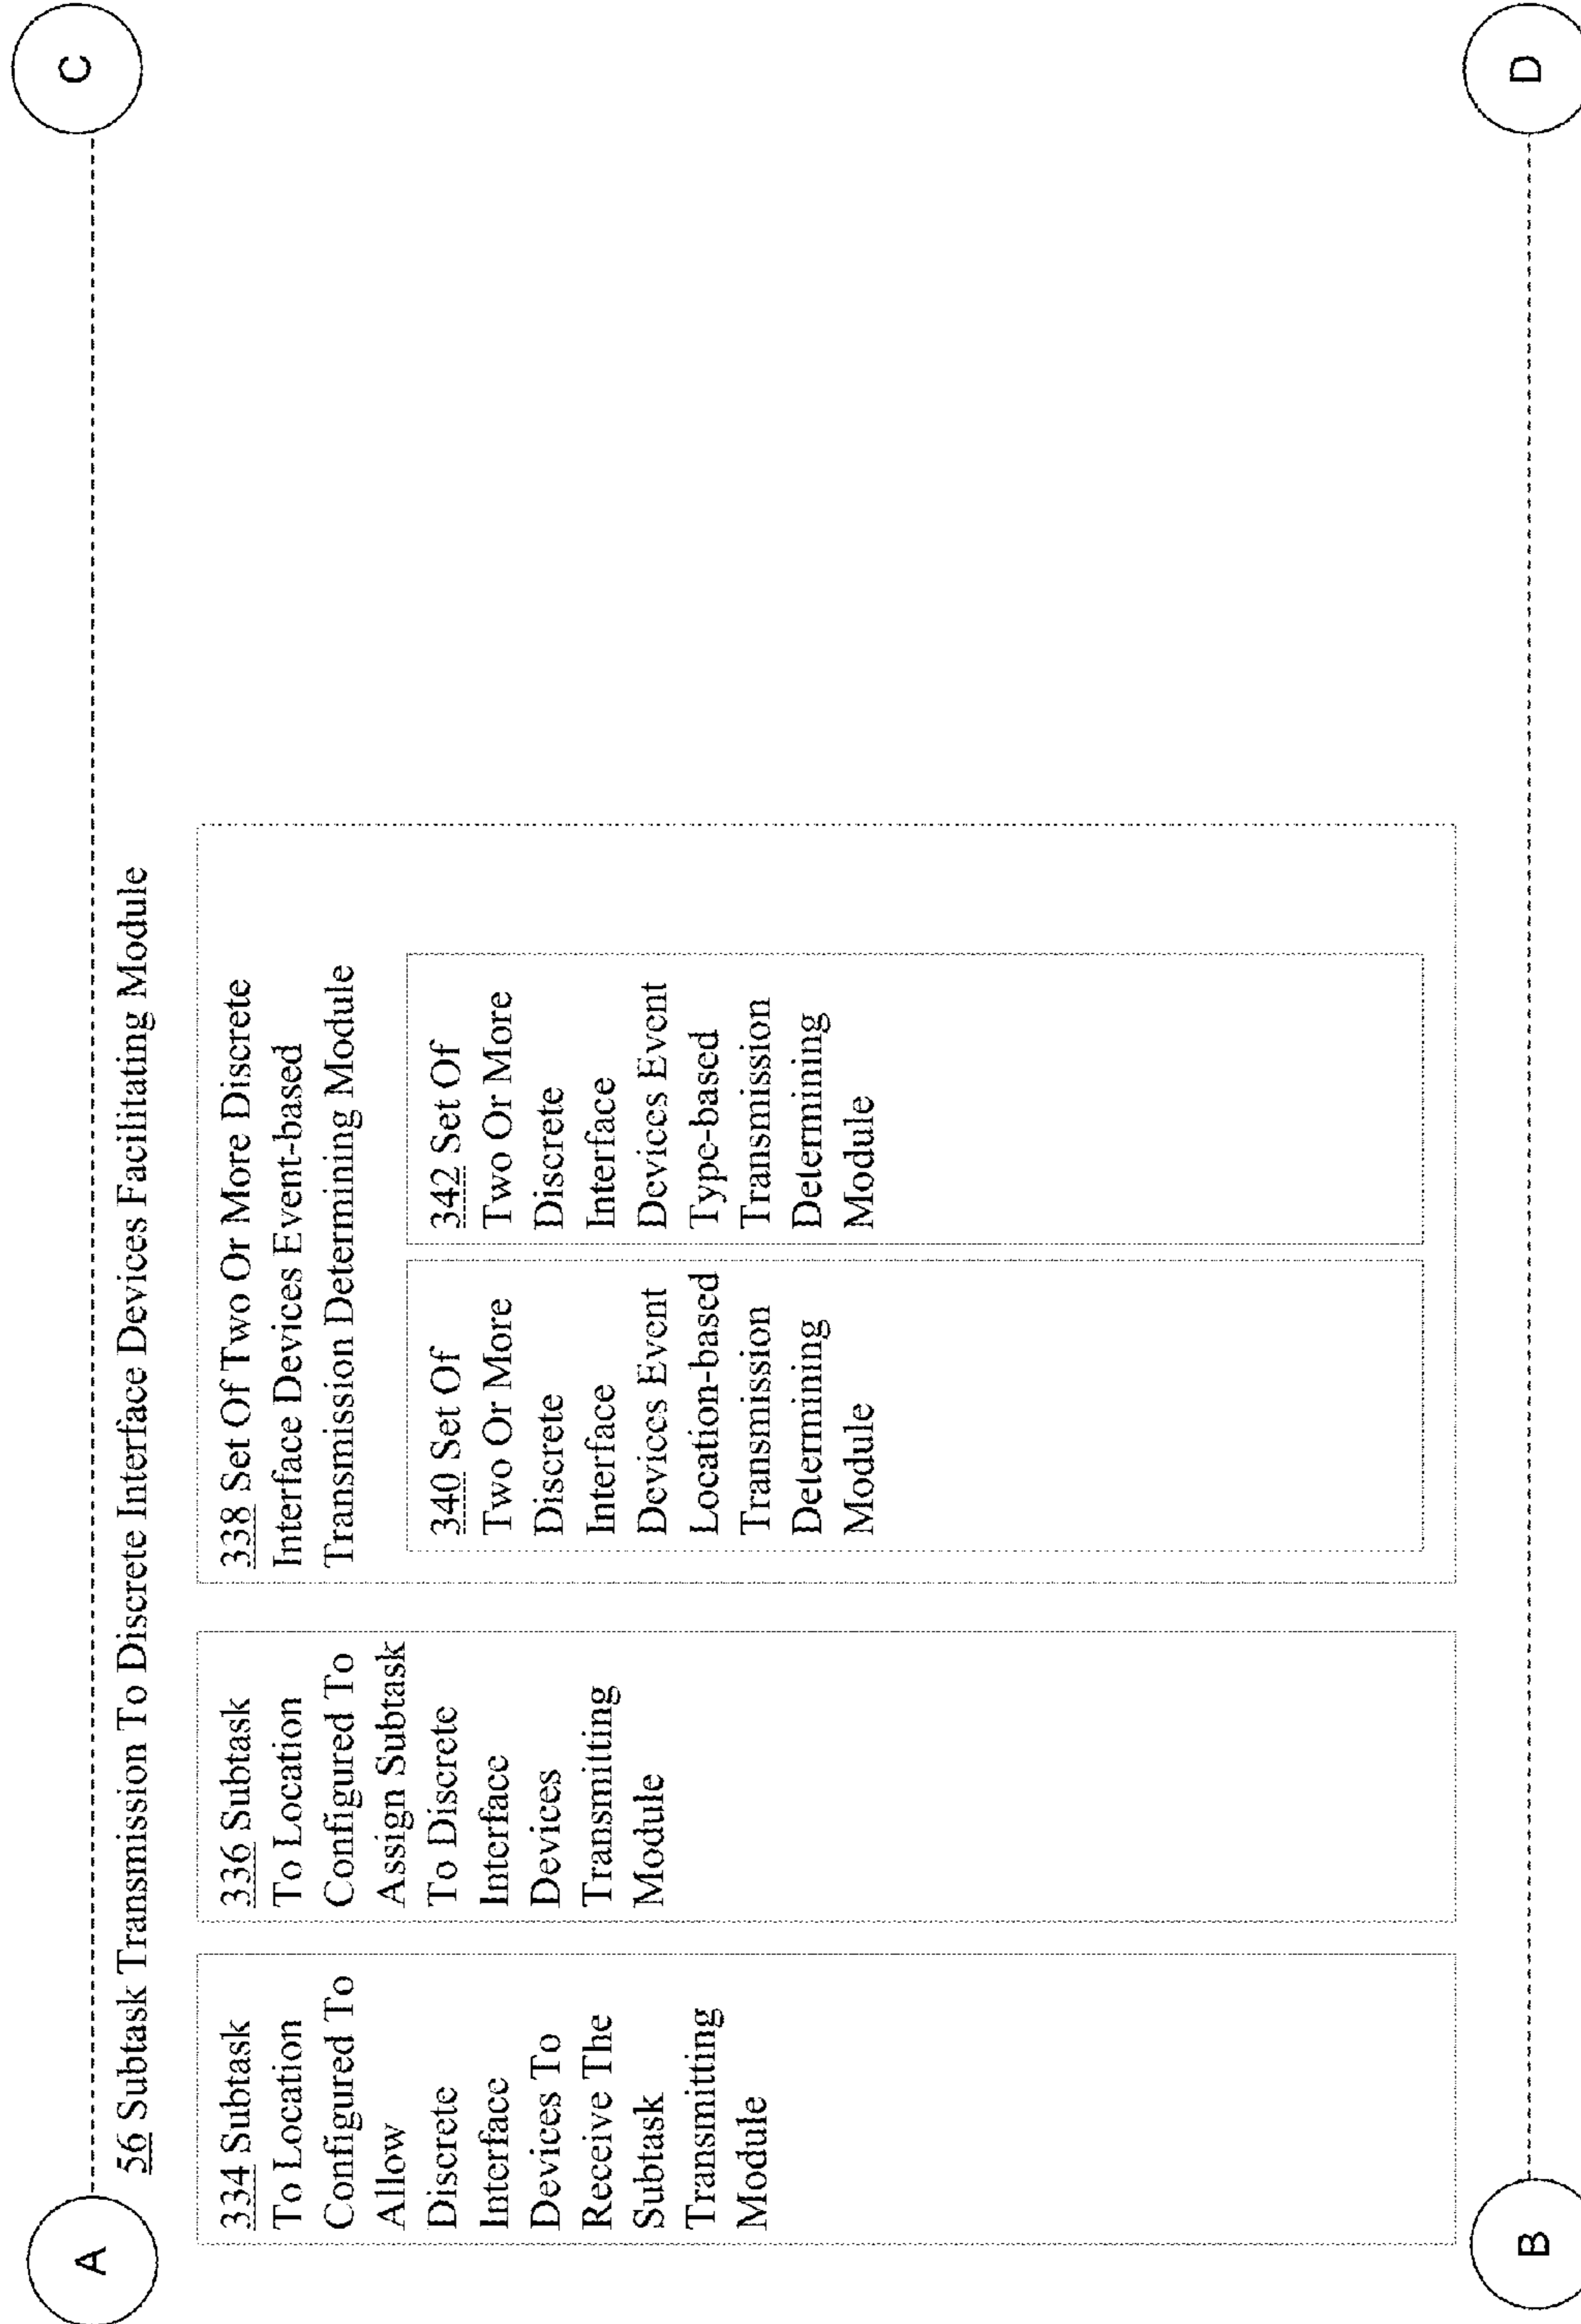 A
C
56 Subtask Transmission To Discrete Interface Devices Facilitating Module
334 Subtask
To Location
Configured To
Allow
Discrete
Interface
Devices To
Receive The
Subtask
Transmitting
Module
336 Subtask
To Location
Configured To
Assign Subtask
To Discrete
Interface
Devices
Transmitting
Module
338 Set Of Two Or More Discrete
Interface Devices Event-based
Transmission Determining Module
340 Set Of
Two Or More
Discrete
Interface
Devices Event
Location-based
Transmission
Determining
Module
342 Set Of
Two Or More
Discrete
Interface
Devices Event
Type-based
Transmission
Determining
Module
B
D